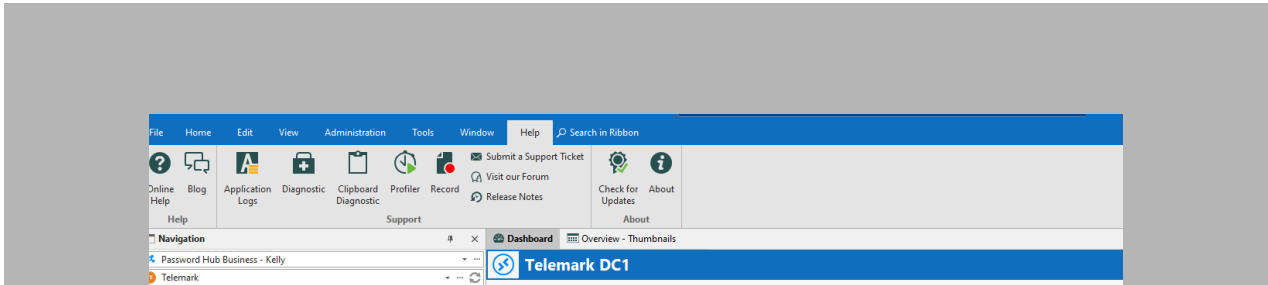 File Home Edit View Administration Tools Window Help Search in Ribbon
Online Help
Blog
Application Logs
Diagnostic
Clipboard Diagnostic
Profiler
Record
Submit a Support Ticket
Visit our Forum
Release Notes
Check for Updates
About
Help Support About
Navigation
Dashboard Overview - Thumbnails
Password Hub Business - Kelly
Telemark DC1
Telemark